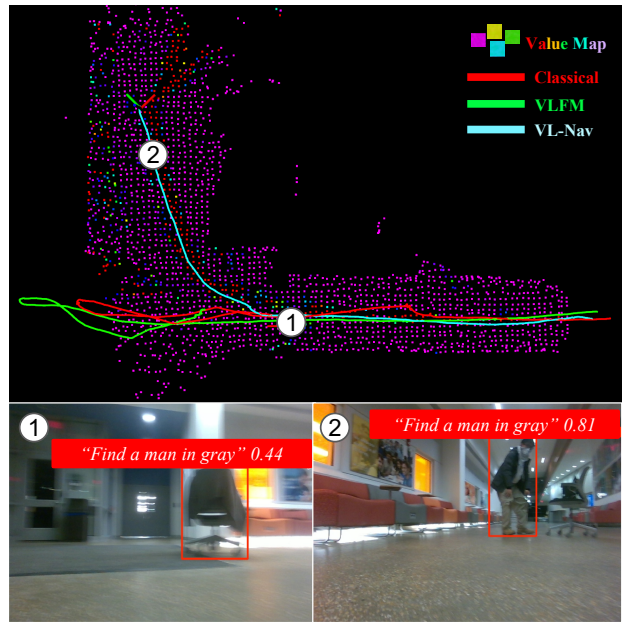 Value Map
Classical
VLFM
VL-Nav
2
1
1
"Find a man in gray" 0.44
2
"Find a man in gray" 0.81